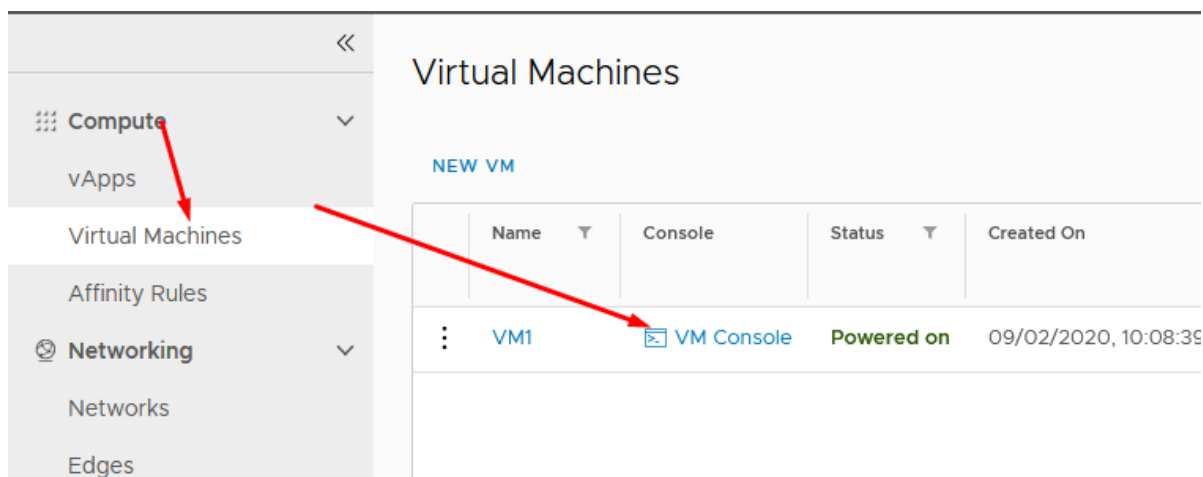 Compute
vApps
Virtual Machines
Affinity Rules
Networking
Networks
Edges
Virtual Machines
NEW VM
Name Console Status Created On
VM1 VM Console Powered on 09/02/2020, 10:08:39